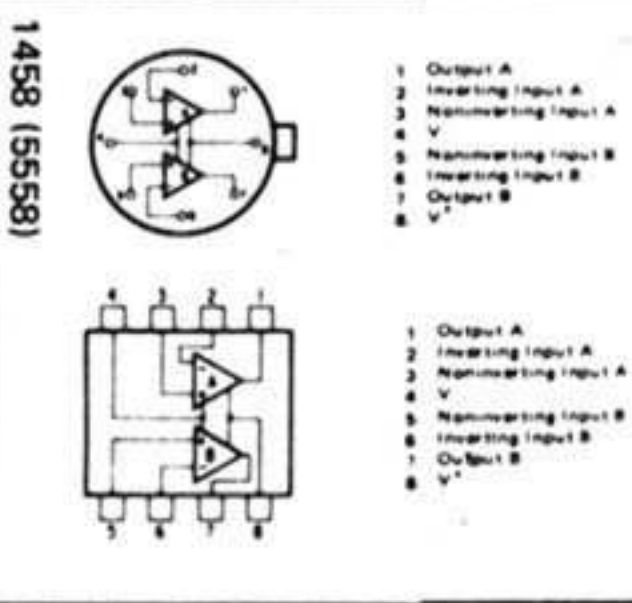 1458 (5558)
1 Output A
2 Inverting Input A
3 Noninverting Input A
4 V
5 Noninverting Input B
6 Inverting Input B
7 Output B
8 V+
4 3 2 1
A
B
5 6 7 8
1 Output A
2 Inverting Input A
3 Noninverting Input A
4 V
5 Noninverting Input B
6 Inverting Input B
7 Output B
8 V+